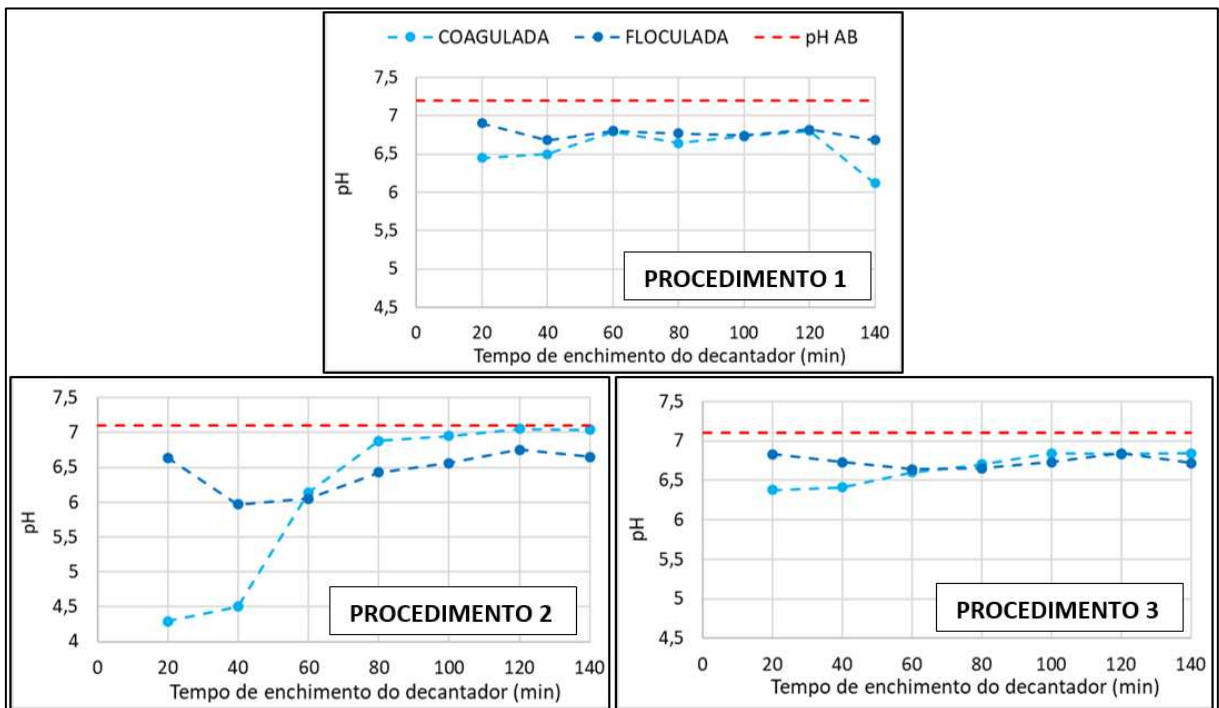 COAGULADA FLOCULADA pH AB
7,5
7
6,5
6
5,5
5
4,5
pH
PROCEDIMENTO 1
0 20 40 60 80 100 120 140
Tempo de enchimento do decantador (min)
7,5
7
6,5
6
5,5
5
4,5
4
pH
PROCEDIMENTO 2
0 20 40 60 80 100 120 140
Tempo de enchimento do decantador (min)
7,5
7
6,5
6
5,5
5
4,5
pH
PROCEDIMENTO 3
0 20 40 60 80 100 120 140
Tempo de enchimento do decantador (min)